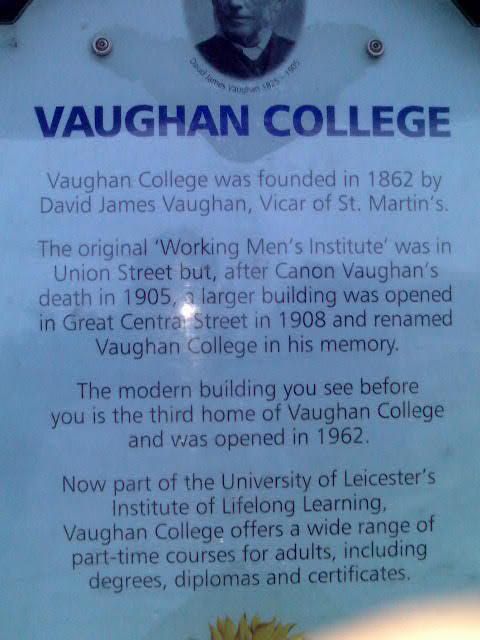 David James Vaughan 1825 - 1905
VAUGHAN COLLEGE
Vaughan College was founded in 1862 by
David James Vaughan, Vicar of St. Martin's.
The original 'Working Men's Institute' was in
Union Street but, after Canon Vaughan's
death in 1905, a larger building was opened
in Great Central Street in 1908 and renamed
Vaughan College in his memory.
The modern building you see before
you is the third home of Vaughan College
and was opened in 1962.
Now part of the University of Leicester's
Institute of Lifelong Learning,
Vaughan College offers a wide range of
part-time courses for adults, including
degrees, diplomas and certificates.